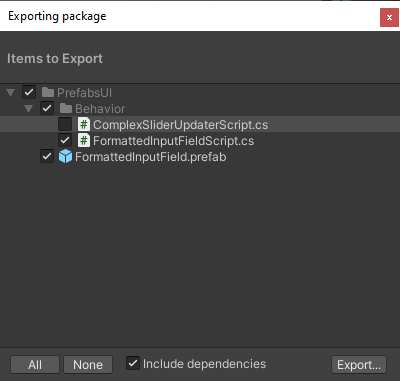 Exporting package
x
Items to Export
PrefabsUI
Behavior
# ComplexSliderUpdaterScript.cs
# FormattedInputFieldScript.cs
FormattedInputField.prefab
All None Include dependencies Export...